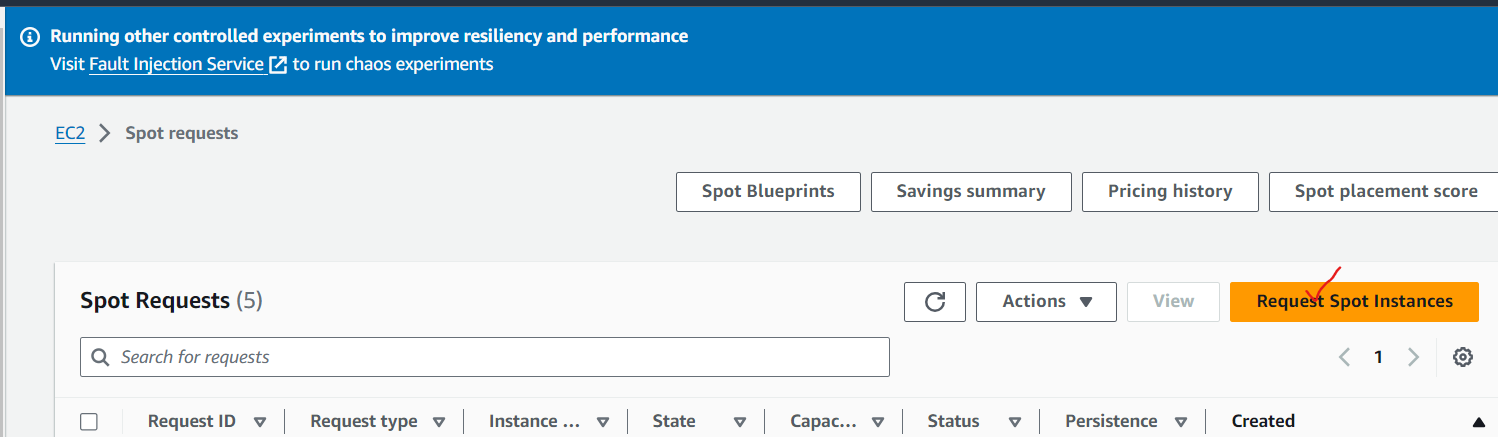 Running other controlled experiments to improve resiliency and performance
Visit Fault Injection Service to run chaos experiments
EC2 Spot requests
Spot Blueprints Savings summary Pricing history Spot placement score
Spot Requests (5) Actions View Request Spot Instances
Search for requests 1
Request ID Request type Instance ... State Capac... Status Persistence Created